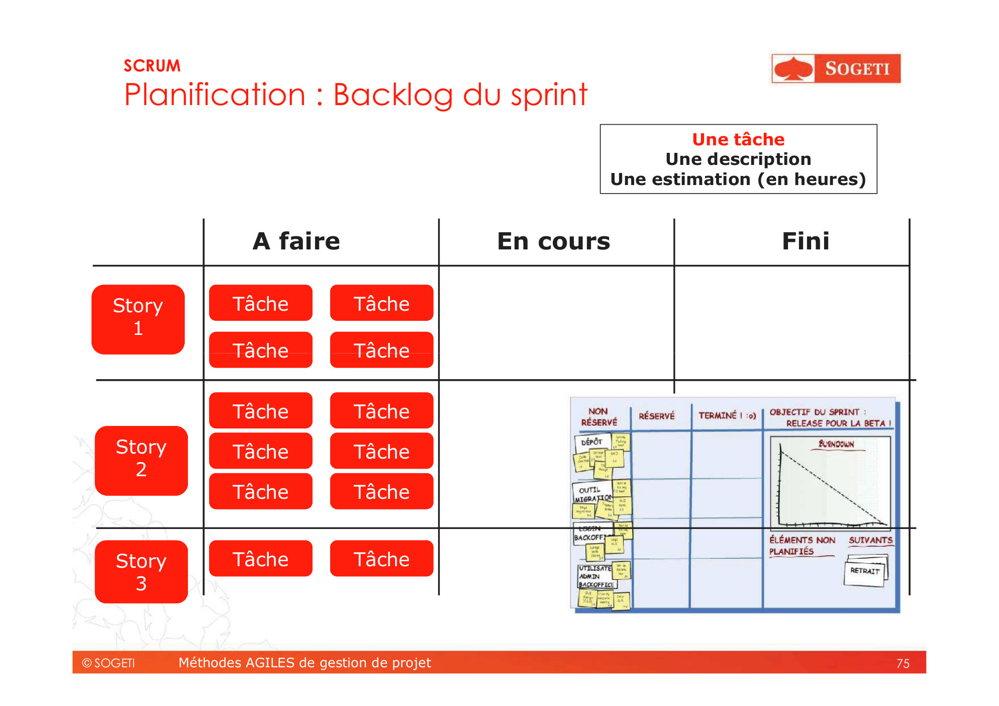 SCRUM
Planification : Backlog du sprint
SOGETI
Une tâche
Une description
Une estimation (en heures)
A faire
En cours
Fini
Story
1
Tâche
Tâche
Tâche
Tâche
Story
2
Tâche
Tâche
Tâche
Tâche
Tâche
Tâche
Story
3
Tâche
Tâche
NON
RÉSERVÉ
RÉSERVÉ
TERMINÉ ! :o)
OBJECTIF DU SPRINT :
RELEASE POUR LA BETA !
DÉPÔT
OUTIL
MIGRATION
LOGIN
BACKOFFI
UTILISATE
ADMIN
BACKOFFICE
BURNDOWN
ÉLÉMENTS NON
PLANIFIÉS
SUIVANTS
RETRAIT
© SOGETI
Méthodes AGILES de gestion de projet
75